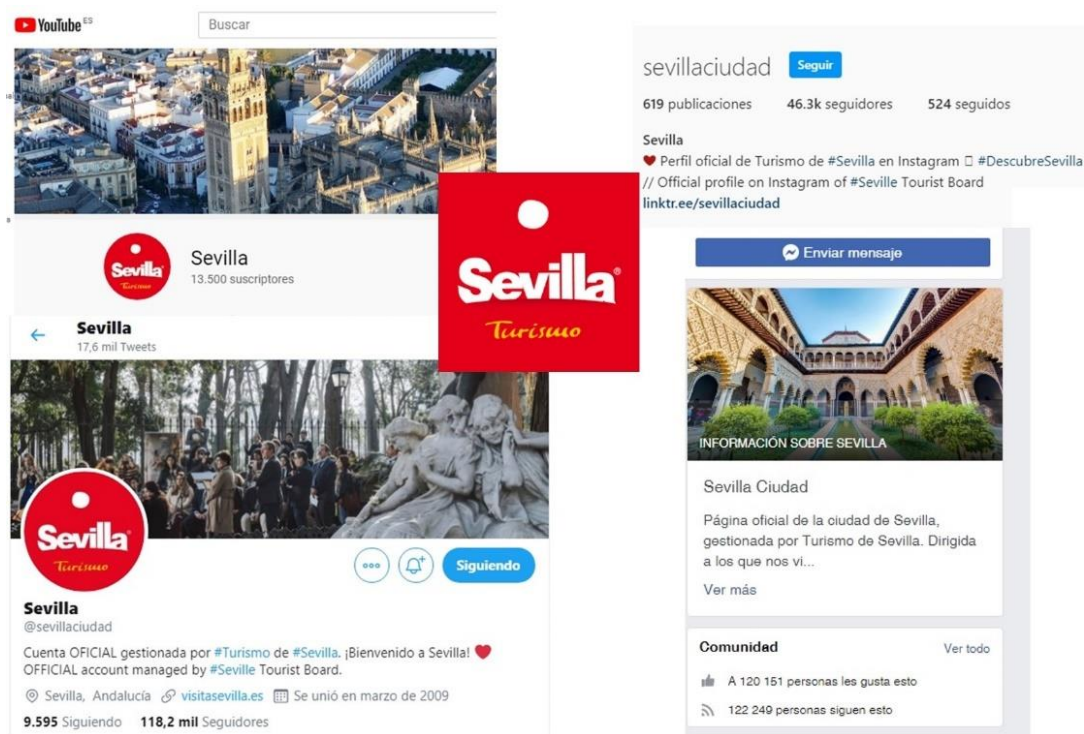 YouTube ES
Buscar
Sevilla
Turismo
Sevilla
13.500 suscriptores
Sevilla
17,6 mil Tweets
Sevilla
Turismo
Siguiendo
Sevilla
@sevillaciudad
Cuenta OFICIAL gestionada por #Turismo de #Sevilla. ¡Bienvenido a Sevilla! ❤
OFFICIAL account managed by #Seville Tourist Board.
Sevilla, Andalucía visitasevilla.es Se unió en marzo de 2009
9.595 Siguiendo 118,2 mil Seguidores
Sevilla®
Turismo
sevillaciudad Seguir
619 publicaciones 46.3k seguidores 524 seguidos
Sevilla
❤ Perfil oficial de Turismo de #Sevilla en Instagram #DescubreSevilla
// Official profile on Instagram of #Seville Tourist Board
linktr.ee/sevillaciudad
Enviar mensaje
INFORMACIÓN SOBRE SEVILLA
Sevilla Ciudad
Página oficial de la ciudad de Sevilla,
gestionada por Turismo de Sevilla. Dirigida
a los que nos vi...
Ver más
Comunidad Ver todo
A 120 151 personas les gusta esto
122 249 personas siguen esto